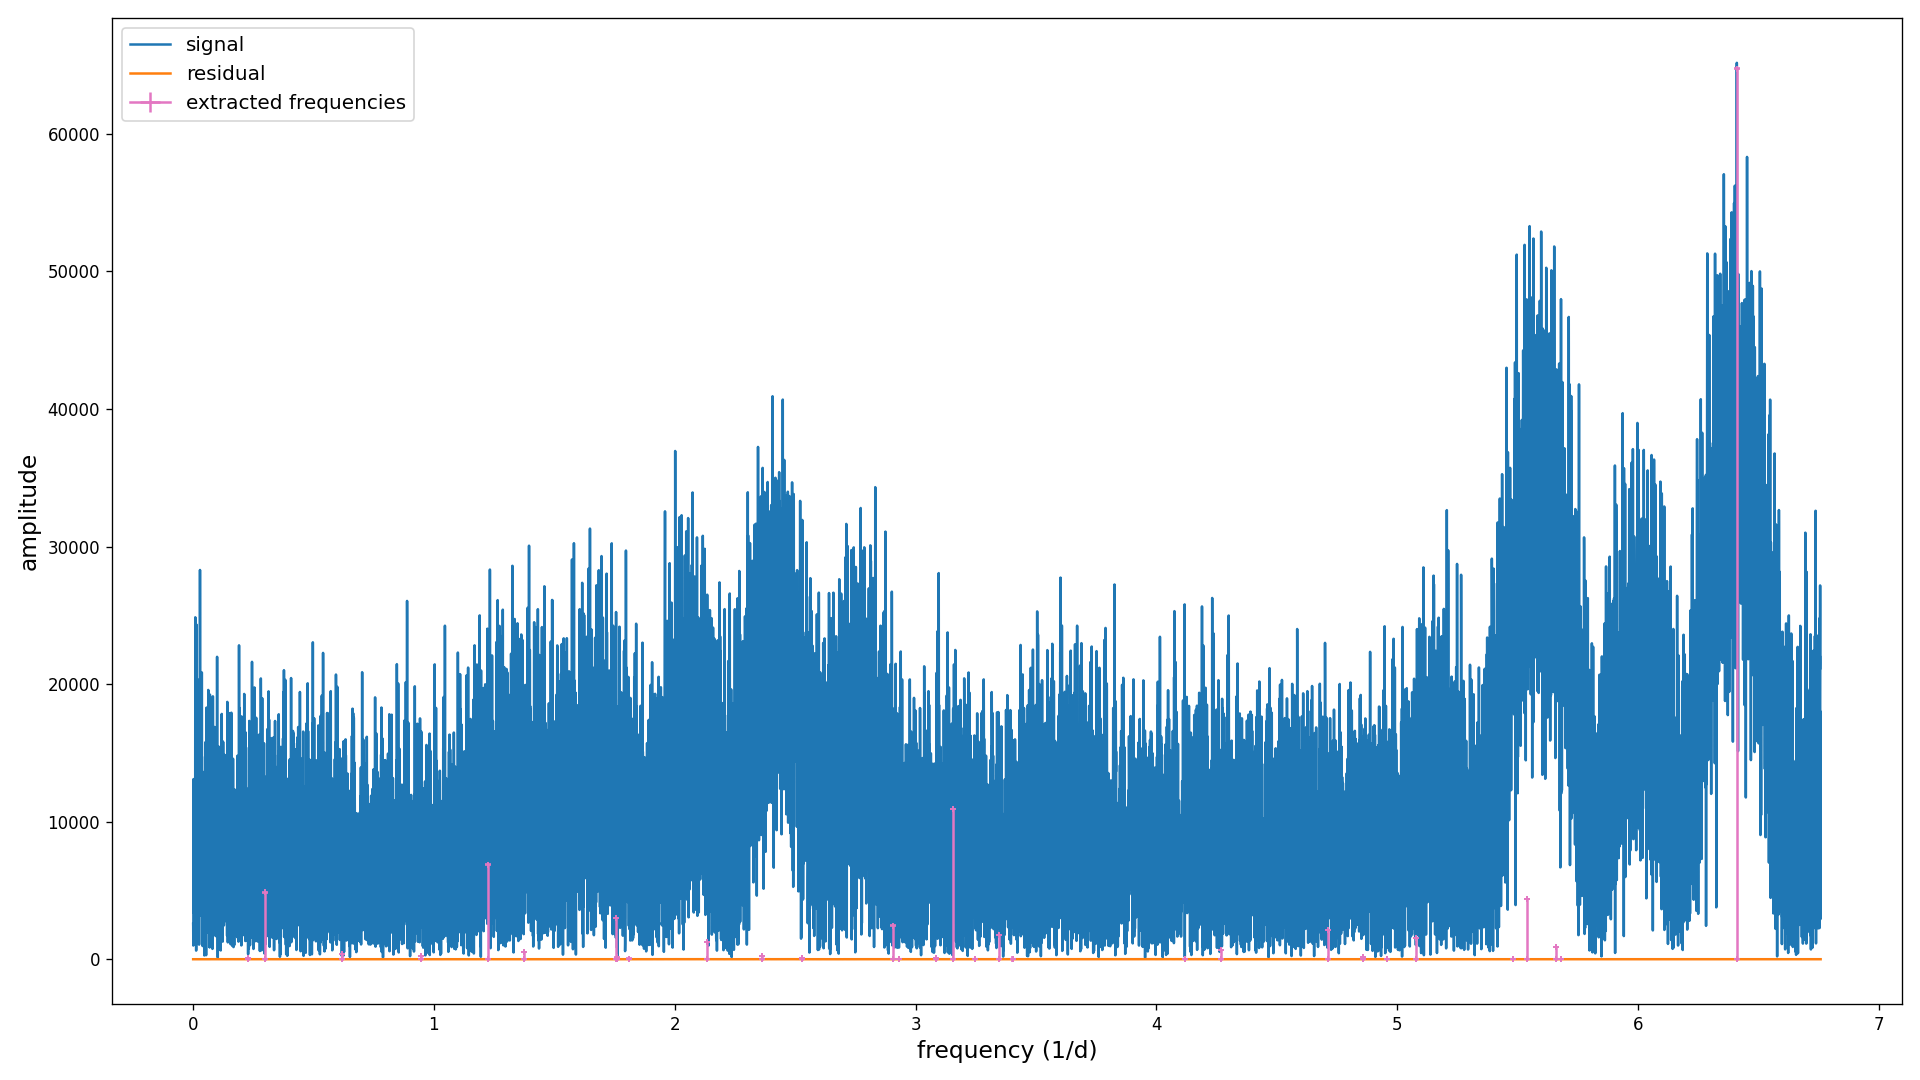 signal
residual
extracted frequencies
amplitude
60000
50000
40000
30000
20000
10000
0
0 1 2 3 4 5 6 7
frequency (1/d)